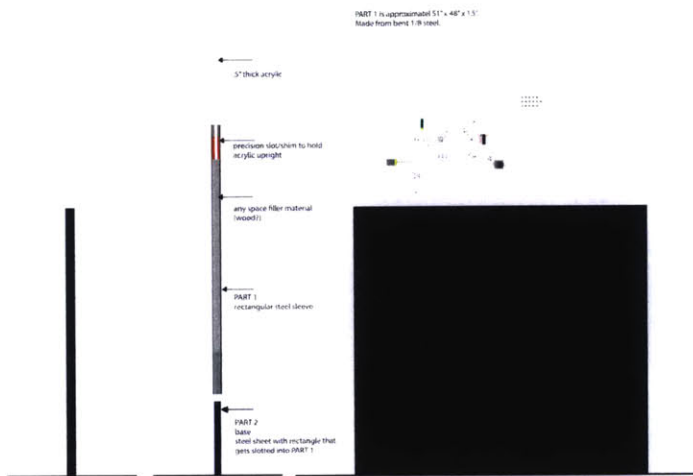 PART 1 is approximatel 51" x 48" x 1.5"
Made from bent 1/8 steel.
.5" thick acrylic
precision slot/shim to hold
acrylic upright
any space filler material
(wood?)
PART 1
rectangular steel sleeve
PART 2
base
steel sheet with rectangle that
gets slotted into PART 1